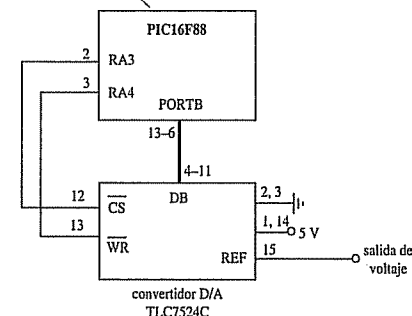 PIC16F88
2 RA3
3 RA4
PORTB
13–6
4–11
12 CS DB 2, 3
13 WR 1, 14 5 V
REF 15 salida de
voltaje
convertidor D/A
TLC7524C